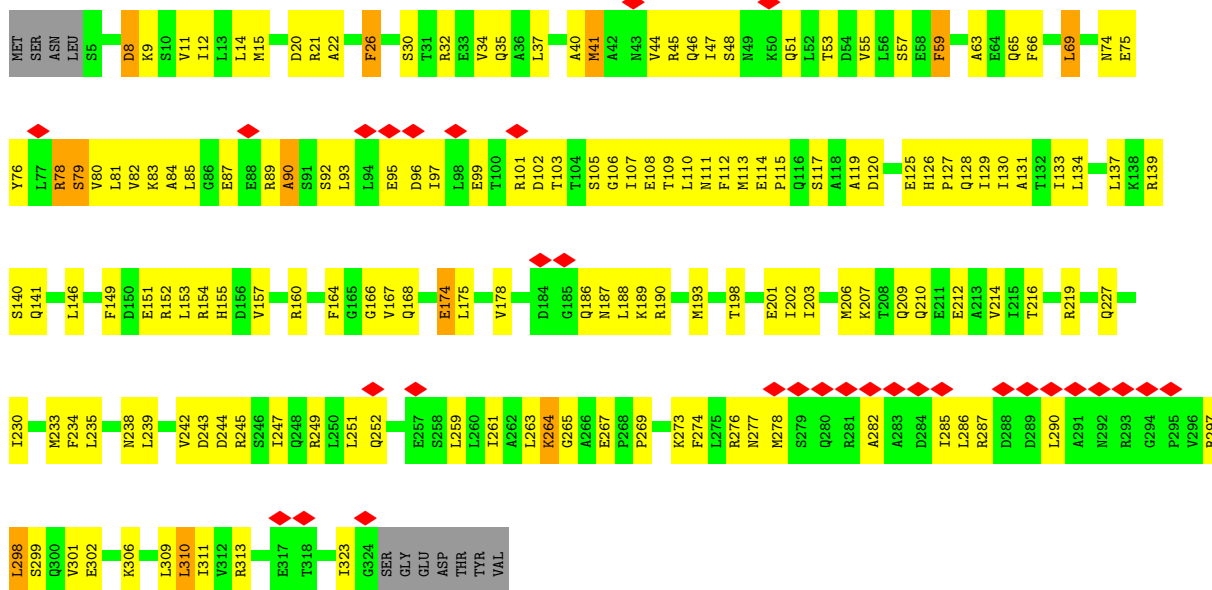 MET SER ASN LEU S5 D8 K9 S10 V11 I12 L13 L14 M15 D20 R21 A22 F26 S30 T31 R32 E33 V34 Q35 A36 L37 A40 M41 A42 N43 V44 R45 Q46 I47 S48 N49 K50 Q51 L52 T53 D54 V55 L56 S57 E58 F59 A63 E64 Q65 F66 L69 N74 E75
Y76 L77 R78 S79 V80 L81 V82 K83 A84 L85 G86 E87 E88 R89 A90 S91 S92 L93 L94 E95 D96 I97 L98 E99 T100 R101 D102 T103 T104 S105 G106 I107 E108 T109 L110 N111 F112 M113 E114 P115 Q116 S117 A118 A119 D120 E125 H126 P127 Q128 I129 I130 A131 T132 I133 L134 L137 K138 R139
S140 Q141 L146 F149 D150 E151 R152 L153 R154 H155 D156 V157 R160 F164 G165 G166 V167 Q168 E174 L175 V178 D184 G185 Q186 N187 L188 K189 R190 M193 T198 E201 I202 I203 M206 K207 T208 Q209 Q210 E211 E212 A213 V214 I215 T216 R219 Q227
I230 M233 F234 L235 N238 L239 V242 D243 D244 R245 S246 I247 Q248 R249 L250 L251 Q252 E257 S258 L259 L260 I261 A262 L263 K264 G265 A266 E267 P268 P269 K273 F274 L275 R276 N277 M278 S279 Q280 R281 A282 A283 D284 I285 L286 R287 D288 D289 L290 A291 N292 R293 G294 P295 V296 R297
L298 S299 Q300 V301 E302 K306 L309 L310 I311 V312 R313 E317 T318 I323 G324 SER GLY GLU ASP THR TYR VAL